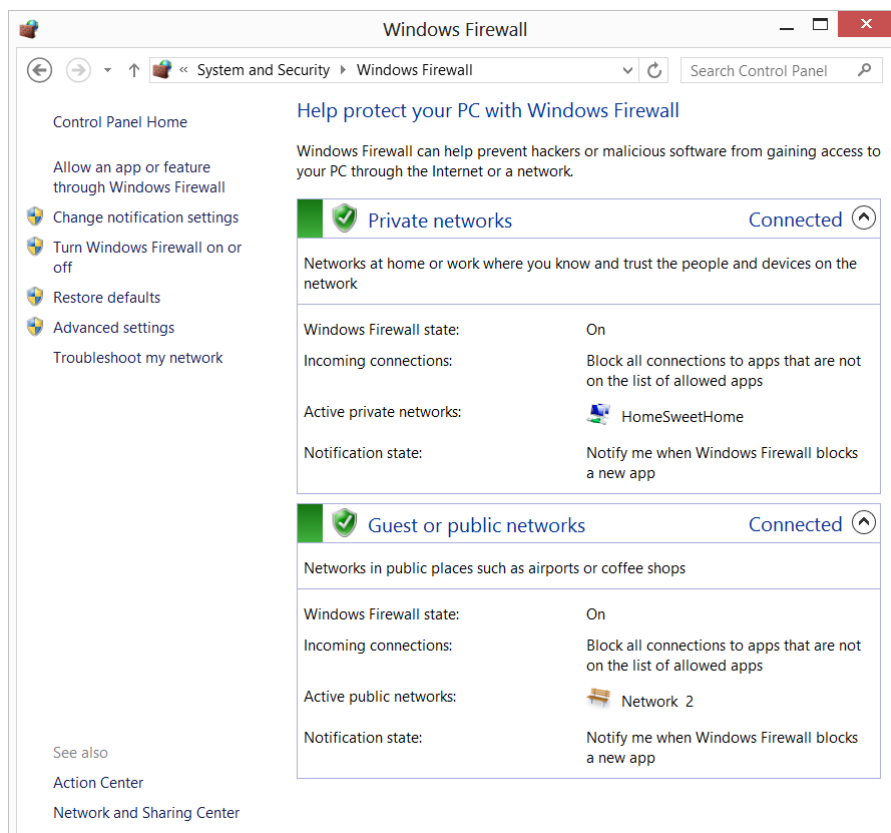 Windows Firewall
« System and Security Windows Firewall
Search Control Panel
Control Panel Home
Allow an app or feature
through Windows Firewall
Change notification settings
Turn Windows Firewall on or
off
Restore defaults
Advanced settings
Troubleshoot my network
See also
Action Center
Network and Sharing Center
Help protect your PC with Windows Firewall
Windows Firewall can help prevent hackers or malicious software from gaining access to
your PC through the Internet or a network.
Private networks Connected
Networks at home or work where you know and trust the people and devices on the
network
Windows Firewall state: On
Incoming connections: Block all connections to apps that are not
on the list of allowed apps
Active private networks: HomeSweetHome
Notification state: Notify me when Windows Firewall blocks
a new app
Guest or public networks Connected
Networks in public places such as airports or coffee shops
Windows Firewall state: On
Incoming connections: Block all connections to apps that are not
on the list of allowed apps
Active public networks: Network 2
Notification state: Notify me when Windows Firewall blocks
a new app